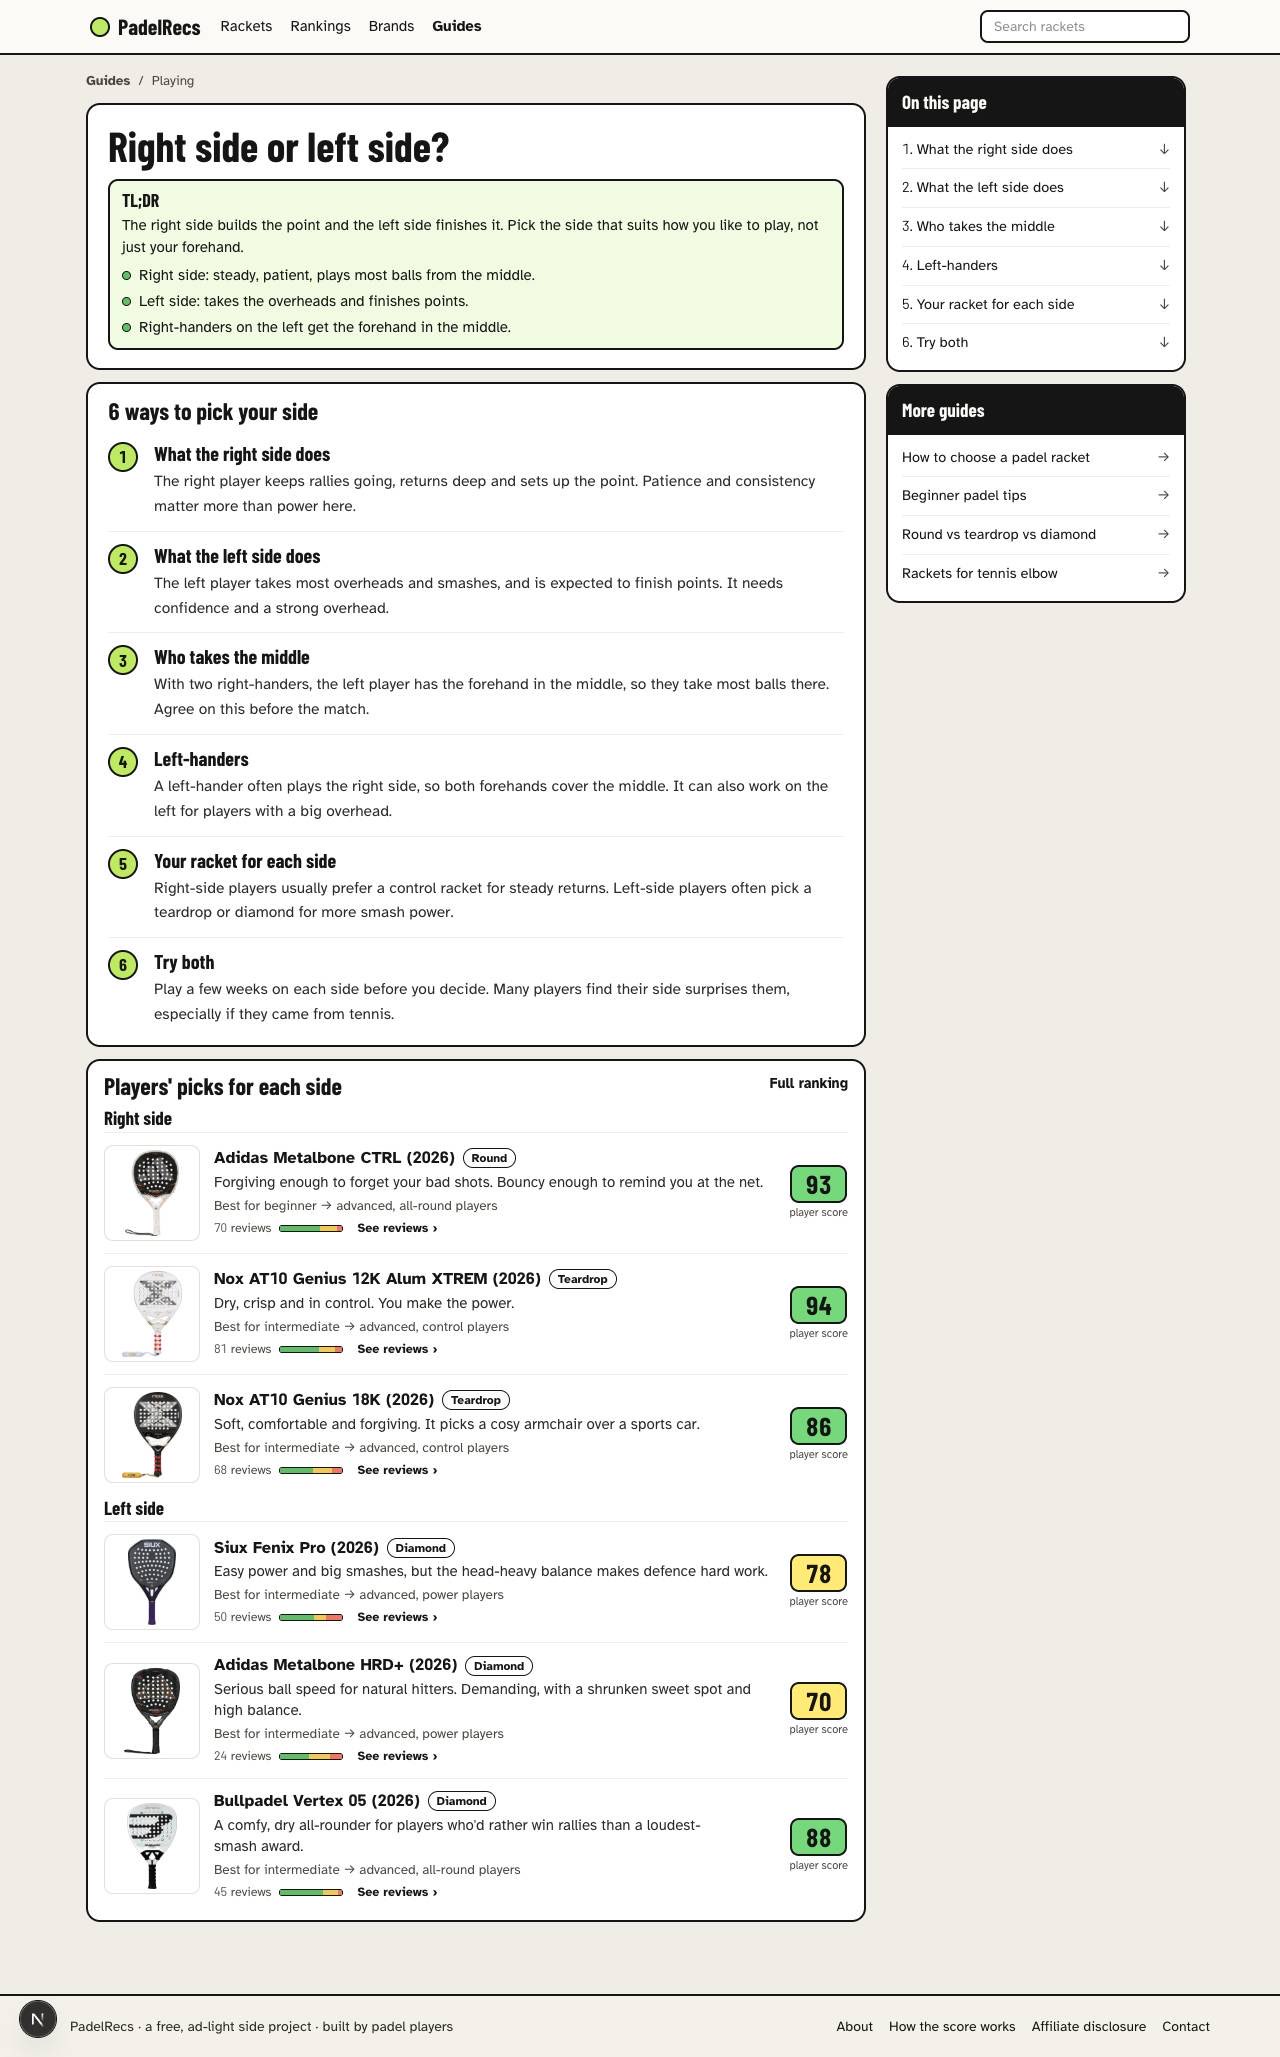 PadelRecs
Rackets
Rankings
Brands
Guides
Search rackets
Guides / Playing
Right side or left side?
TL;DR
The right side builds the point and the left side finishes it. Pick the side that suits how you like to play, not
just your forehand.
Right side: steady, patient, plays most balls from the middle.
Left side: takes the overheads and finishes points.
Right-handers on the left get the forehand in the middle.
6 ways to pick your side
1
What the right side does
The right player keeps rallies going, returns deep and sets up the point. Patience and consistency
matter more than power here.
2
What the left side does
The left player takes most overheads and smashes, and is expected to finish points. It needs
confidence and a strong overhead.
3
Who takes the middle
With two right-handers, the left player has the forehand in the middle, so they take most balls there.
Agree on this before the match.
4
Left-handers
A left-hander often plays the right side, so both forehands cover the middle. It can also work on the
left for players with a big overhead.
5
Your racket for each side
Right-side players usually prefer a control racket for steady returns. Left-side players often pick a
teardrop or diamond for more smash power.
6
Try both
Play a few weeks on each side before you decide. Many players find their side surprises them,
especially if they came from tennis.
Players' picks for each side
Full ranking
Right side
Adidas Metalbone CTRL (2026) Round
Forgiving enough to forget your bad shots. Bouncy enough to remind you at the net.
Best for beginner → advanced, all-round players
70 reviews See reviews ›
93
player score
Nox AT10 Genius 12K Alum XTREM (2026) Teardrop
Dry, crisp and in control. You make the power.
Best for intermediate → advanced, control players
81 reviews See reviews ›
94
player score
Nox AT10 Genius 18K (2026) Teardrop
Soft, comfortable and forgiving. It picks a cosy armchair over a sports car.
Best for intermediate → advanced, control players
68 reviews See reviews ›
86
player score
Left side
SIUX
Siux Fenix Pro (2026) Diamond
Easy power and big smashes, but the head-heavy balance makes defence hard work.
Best for intermediate → advanced, power players
50 reviews See reviews ›
78
player score
Adidas Metalbone HRD+ (2026) Diamond
Serious ball speed for natural hitters. Demanding, with a shrunken sweet spot and
high balance.
Best for intermediate → advanced, power players
24 reviews See reviews ›
70
player score
Bullpadel Vertex 05 (2026) Diamond
A comfy, dry all-rounder for players who'd rather win rallies than a loudest-
smash award.
Best for intermediate → advanced, all-round players
45 reviews See reviews ›
88
player score
On this page
1. What the right side does ↓
2. What the left side does ↓
3. Who takes the middle ↓
4. Left-handers ↓
5. Your racket for each side ↓
6. Try both ↓
More guides
How to choose a padel racket →
Beginner padel tips →
Round vs teardrop vs diamond →
Rackets for tennis elbow →
N
PadelRecs · a free, ad-light side project · built by padel players
About
How the score works
Affiliate disclosure
Contact